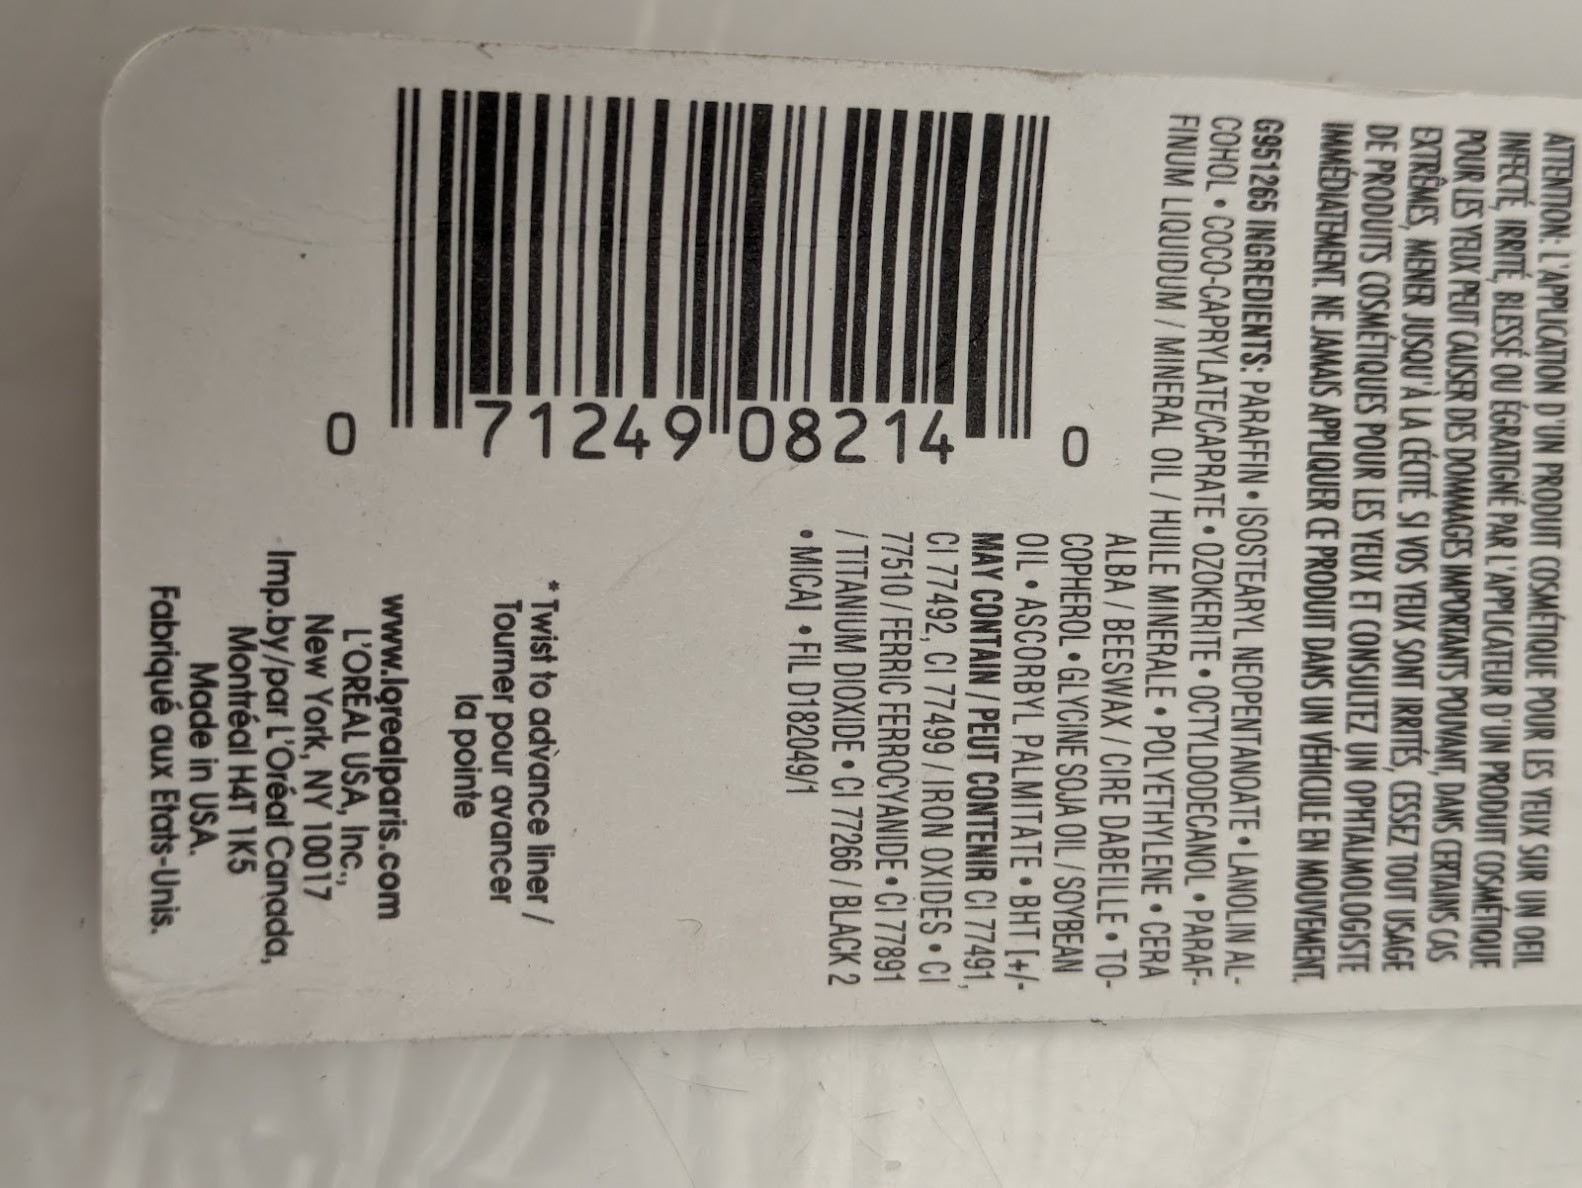 ATTENTION: L'APPLICATION D'UN PRODUIT COSMÉTIQUE POUR LES YEUX SUR UN OEIL
INFECTÉ, IRRITÉ, BLESSÉ OU ÉGRATIGNÉ PAR L'APPLICATEUR D'UN PRODUIT COSMÉTIQUE
POUR LES YEUX PEUT CAUSER DES DOMMAGES IMPORTANTS POUVANT, DANS CERTAINS CAS
EXTRÊMES, MENER JUSQU'À LA CÉCITÉ. SI VOS YEUX SONT IRRITÉS, CESSEZ TOUT USAGE
DE PRODUITS COSMÉTIQUES POUR LES YEUX ET CONSULTEZ UN OPHTALMOLOGISTE
IMMÉDIATEMENT. NE JAMAIS APPLIQUER CE PRODUIT DANS UN VÉHICULE EN MOUVEMENT.
G951265 INGREDIENTS: PARAFFIN • ISOSTEARYL NEOPENTANOATE • LANOLIN AL-
COHOL • COCO-CAPRYLATE/CAPRATE • OZOKERITE • OCTYLDODECANOL • PARAF-
FINUM LIQUIDUM / MINERAL OIL / HUILE MINERALE • POLYETHYLENE • CERA
ALBA / BEESWAX / CIRE DABEILLE • TO-
COPHEROL • GLYCINE SOJA OIL / SOYBEAN
OIL • ASCORBYL PALMITATE • BHT [+/-
MAY CONTAIN / PEUT CONTENIR CI 77491,
CI 77492, CI 77499 / IRON OXIDES • CI
77510 / FERRIC FERROCYANIDE • CI 77891
/ TITANIUM DIOXIDE • CI 77266 / BLACK 2
• MICA] • FIL D182049/1
0 71249 08214 0
* Twist to advance liner /
Tourner pour avancer
la pointe
www.lorealparis.com
L'ORÉAL USA, Inc.,
New York, NY 10017
Imp.by/par L'Oréal Canada,
Montréal H4T 1K5
Made in USA.
Fabriqué aux Etats-Unis.